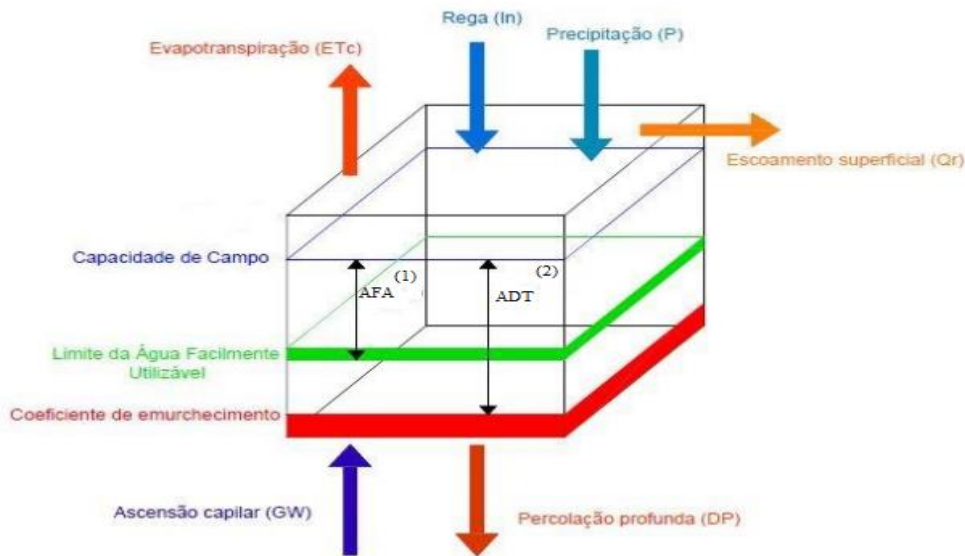 Rega (In)
Precipitação (P)
Evapotranspiração (ETc)
Escoamento superficial (Qr)
Capacidade de Campo
(1)
AFA
(2)
ADT
Limite da Água Facilmente
Utilizável
Coeficiente de emurchecimento
Ascensão capilar (GW)
Percolação profunda (DP)